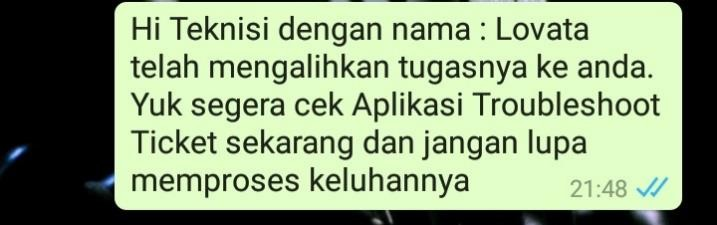 Hi Teknisi dengan nama : Lovata
telah mengalihkan tugasnya ke anda.
Yuk segera cek Aplikasi Troubleshoot
Ticket sekarang dan jangan lupa
memproses keluhannya
21:48